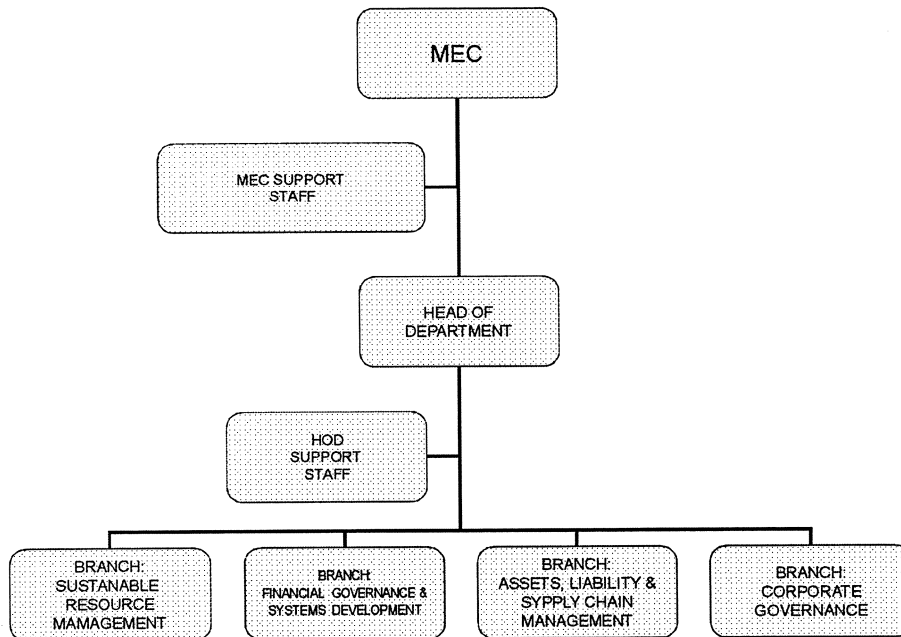 MEC
MEC SUPPORT
STAFF
HEAD OF
DEPARTMENT
HOD
SUPPORT
STAFF
BRANCH:
SUSTANABLE
RESOURCE
MAMAGEMENT
BRANCH:
FINANCIAL GOVERNANCE &
SYSTEMS DEVELOPMENT
BRANCH:
ASSETS, LIABILITY &
SYPPLY CHAIN
MANAGEMENT
BRANCH:
CORPORATE
GOVERNANCE